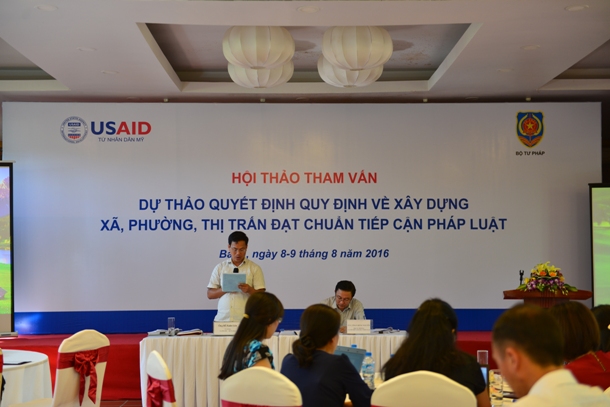 USAID
TỪ NHÂN DÂN MỸ
BỘ TƯ PHÁP
HỘI THẢO THAM VẤN
DỰ THẢO QUYẾT ĐỊNH QUY ĐỊNH VỀ XÂY DỰNG
XÃ, PHƯỜNG, THỊ TRẤN ĐẠT CHUẨN TIẾP CẬN PHÁP LUẬT
ngày 8-9 tháng 8 năm 2016